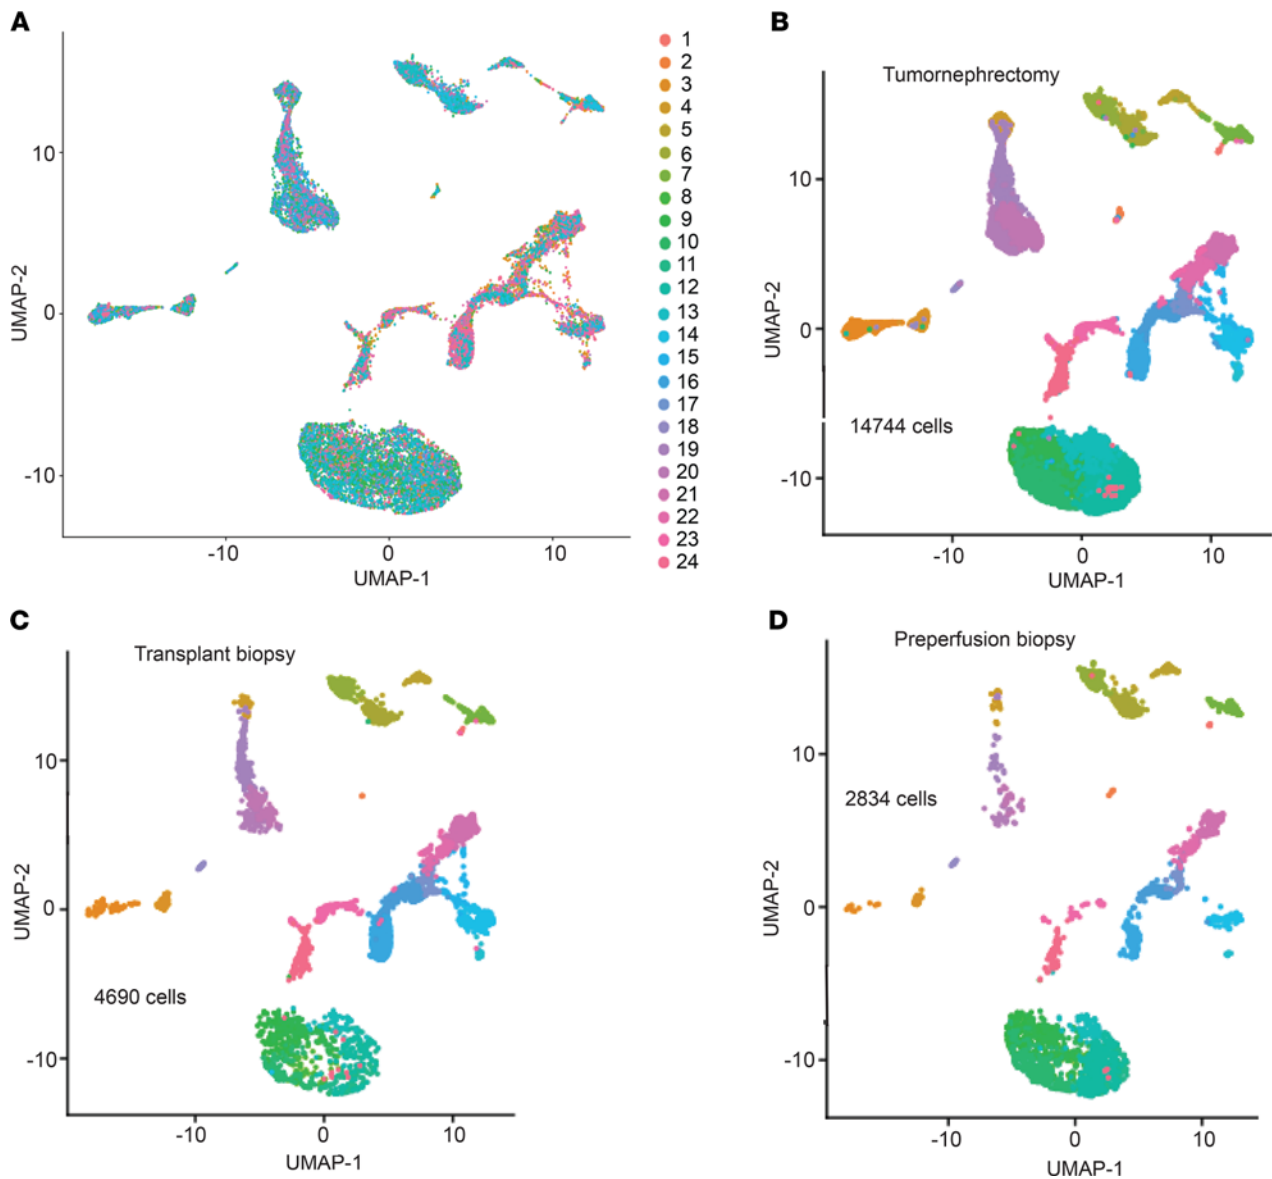 A
UMAP-2
10
0
-10
-10
0
10
UMAP-1
1
2
3
4
5
6
7
8
9
10
11
12
13
14
15
16
17
18
19
20
21
22
23
24
B
Tumornephrectomy
UMAP-2
10
0
-10
14744 cells
-10
0
10
UMAP-1
C
Transplant biopsy
UMAP-2
10
0
-10
4690 cells
-10
0
10
UMAP-1
D
Preperfusion biopsy
UMAP-2
10
0
-10
2834 cells
-10
0
10
UMAP-1